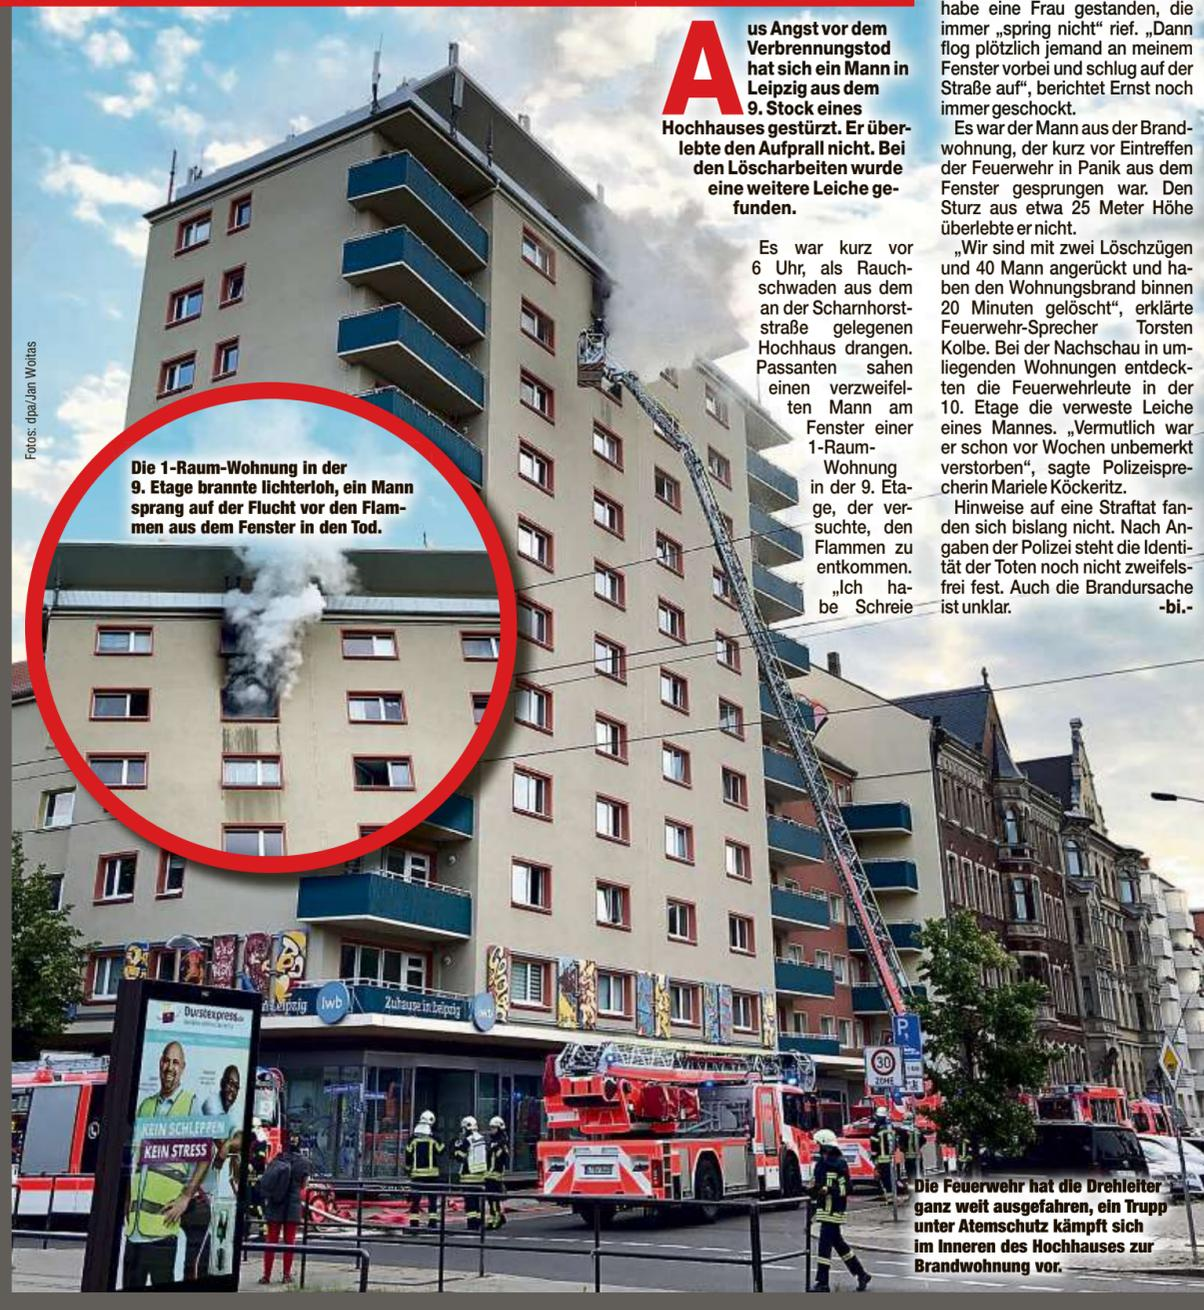 Aus Angst vor dem
Verbrennungstod
hat sich ein Mann in
Leipzig aus dem
9. Stock eines
Hochhauses gestürzt. Er über-
lebte den Aufprall nicht. Bei
den Löscharbeiten wurde
eine weitere Leiche ge-
funden.
Es war kurz vor
6 Uhr, als Rauch-
schwaden aus dem
an der Scharnhorst-
straße gelegenen
Hochhaus drangen.
Passanten sahen
einen verzweifel-
ten Mann am
Fenster einer
1-Raum-
Wohnung
in der 9. Eta-
ge, der ver-
suchte, den
Flammen zu
entkommen.
„Ich ha-
be Schreie
habe eine Frau gestanden, die
immer „spring nicht“ rief. „Dann
flog plötzlich jemand an meinem
Fenster vorbei und schlug auf der
Straße auf“, berichtet Ernst noch
immer geschockt.
Es war der Mann aus der Brand-
wohnung, der kurz vor Eintreffen
der Feuerwehr in Panik aus dem
Fenster gesprungen war. Den
Sturz aus etwa 25 Meter Höhe
überlebte er nicht.
„Wir sind mit zwei Löschzügen
und 40 Mann angerückt und ha-
ben den Wohnungsbrand binnen
20 Minuten gelöscht“, erklärte
Feuerwehr-Sprecher Torsten
Kolbe. Bei der Nachschau in um-
liegenden Wohnungen entdeck-
ten die Feuerwehrleute in der
10. Etage die verweste Leiche
eines Mannes. „Vermutlich war
er schon vor Wochen unbemerkt
verstorben“, sagte Polizeispre-
cherin Mariele Köckeritz.
Hinweise auf eine Straftat fan-
den sich bislang nicht. Nach An-
gaben der Polizei steht die Identi-
tät der Toten noch nicht zweifels-
frei fest. Auch die Brandursache
ist unklar. -bi.-
Fotos: dpa/Jan Woitas
Die 1-Raum-Wohnung in der
9. Etage brannte lichterloh, ein Mann
sprang auf der Flucht vor den Flam-
men aus dem Fenster in den Tod.
Leipzig
lwb
Zuhause in Leipzig
lwb
Durstexpress.de
KEIN SCHLEPPEN
KEIN STRESS
P
30
ZONE
Die Feuerwehr hat die Drehleiter
ganz weit ausgefahren, ein Trupp
unter Atemschutz kämpft sich
im Inneren des Hochhauses zur
Brandwohnung vor.